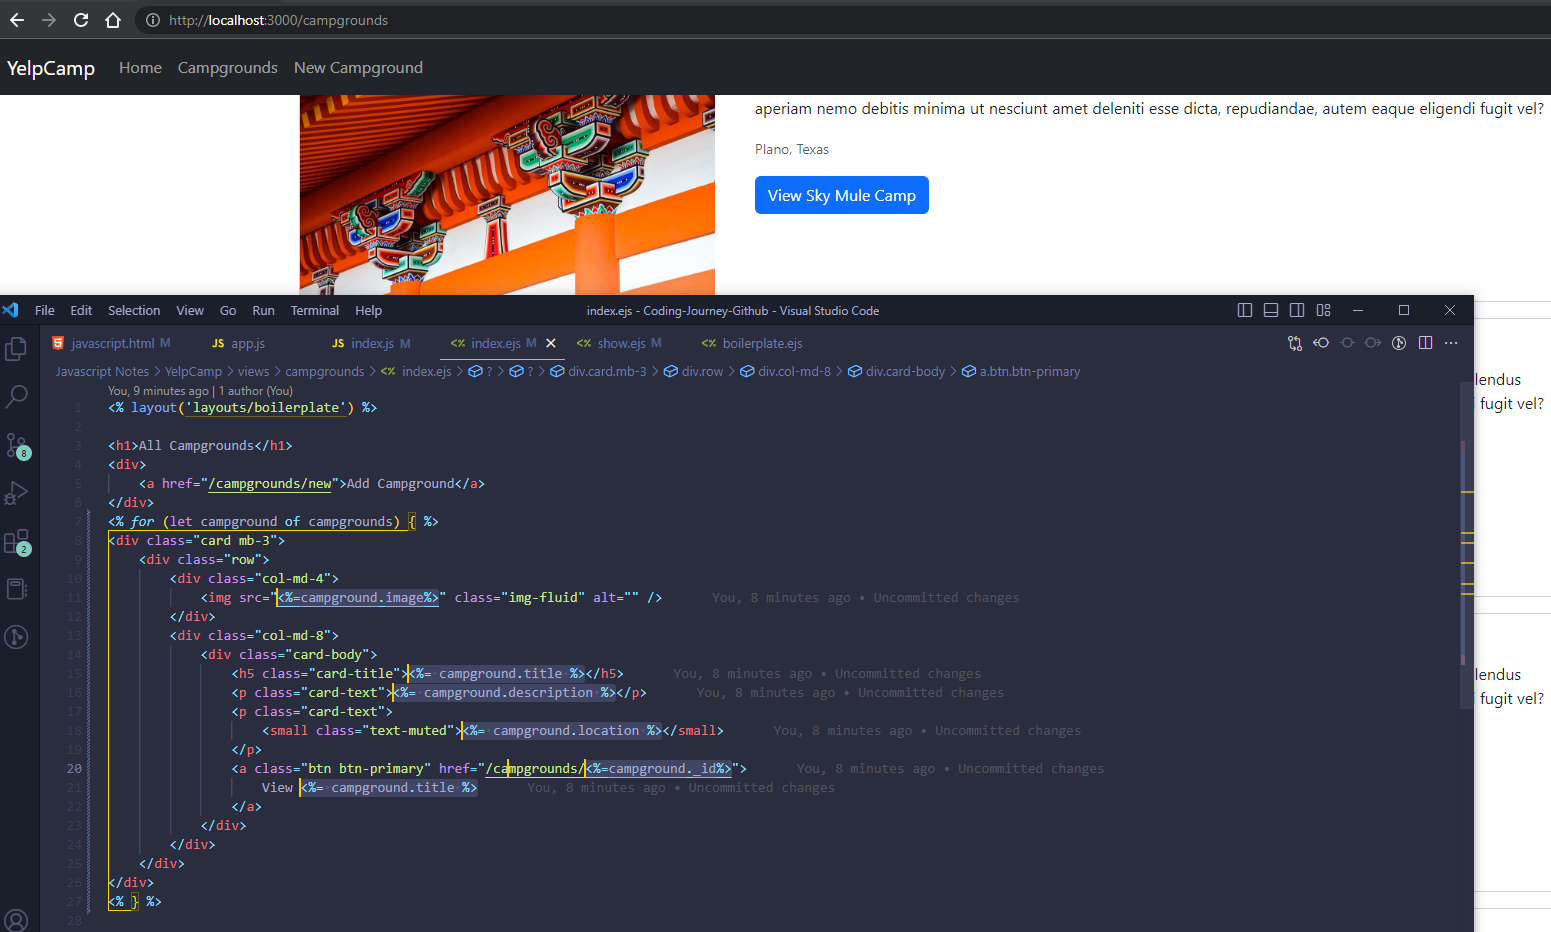 http://localhost:3000/campgrounds
YelpCamp Home Campgrounds New Campground
aperiam nemo debitis minima ut nesciunt amet deleniti esse dicta, repudiandae, autem eaque eligendi fugit vel?
Plano, Texas
View Sky Mule Camp
File Edit Selection View Go Run Terminal Help index.ejs - Coding-Journey-Github - Visual Studio Code
javascript.html M JS app.js JS index.js M <% index.ejs M <% show.ejs M <% boilerplate.ejs
Javascript Notes > YelpCamp > views > campgrounds > <% index.ejs > ? > ? > div.card.mb-3 > div.row > div.col-md-8 > div.card-body > a.btn.btn-primary
You, 9 minutes ago | 1 author (You)
1 <% layout('layouts/boilerplate') %>
2
3 <h1>All Campgrounds</h1>
4 <div>
5 <a href="/campgrounds/new">Add Campground</a>
6 </div>
7 <% for (let campground of campgrounds) { %>
8 <div class="card mb-3">
9 <div class="row">
10 <div class="col-md-4">
11 <img src="<%=campground.image%>" class="img-fluid" alt="" /> You, 8 minutes ago • Uncommitted changes
12 </div>
13 <div class="col-md-8">
14 <div class="card-body">
15 <h5 class="card-title"><%= campground.title %></h5> You, 8 minutes ago • Uncommitted changes
16 <p class="card-text"><%= campground.description %></p> You, 8 minutes ago • Uncommitted changes
17 <p class="card-text">
18 <small class="text-muted"><%= campground.location %></small> You, 8 minutes ago • Uncommitted changes
19 </p>
20 <a class="btn btn-primary" href="/campgrounds/<%=campground._id%>"> You, 8 minutes ago • Uncommitted changes
21 View <%= campground.title %> You, 8 minutes ago • Uncommitted changes
22 </a>
23 </div>
24 </div>
25 </div>
26 </div>
27 <% } %>
28
8
2
lendus
fugit vel?
lendus
fugit vel?